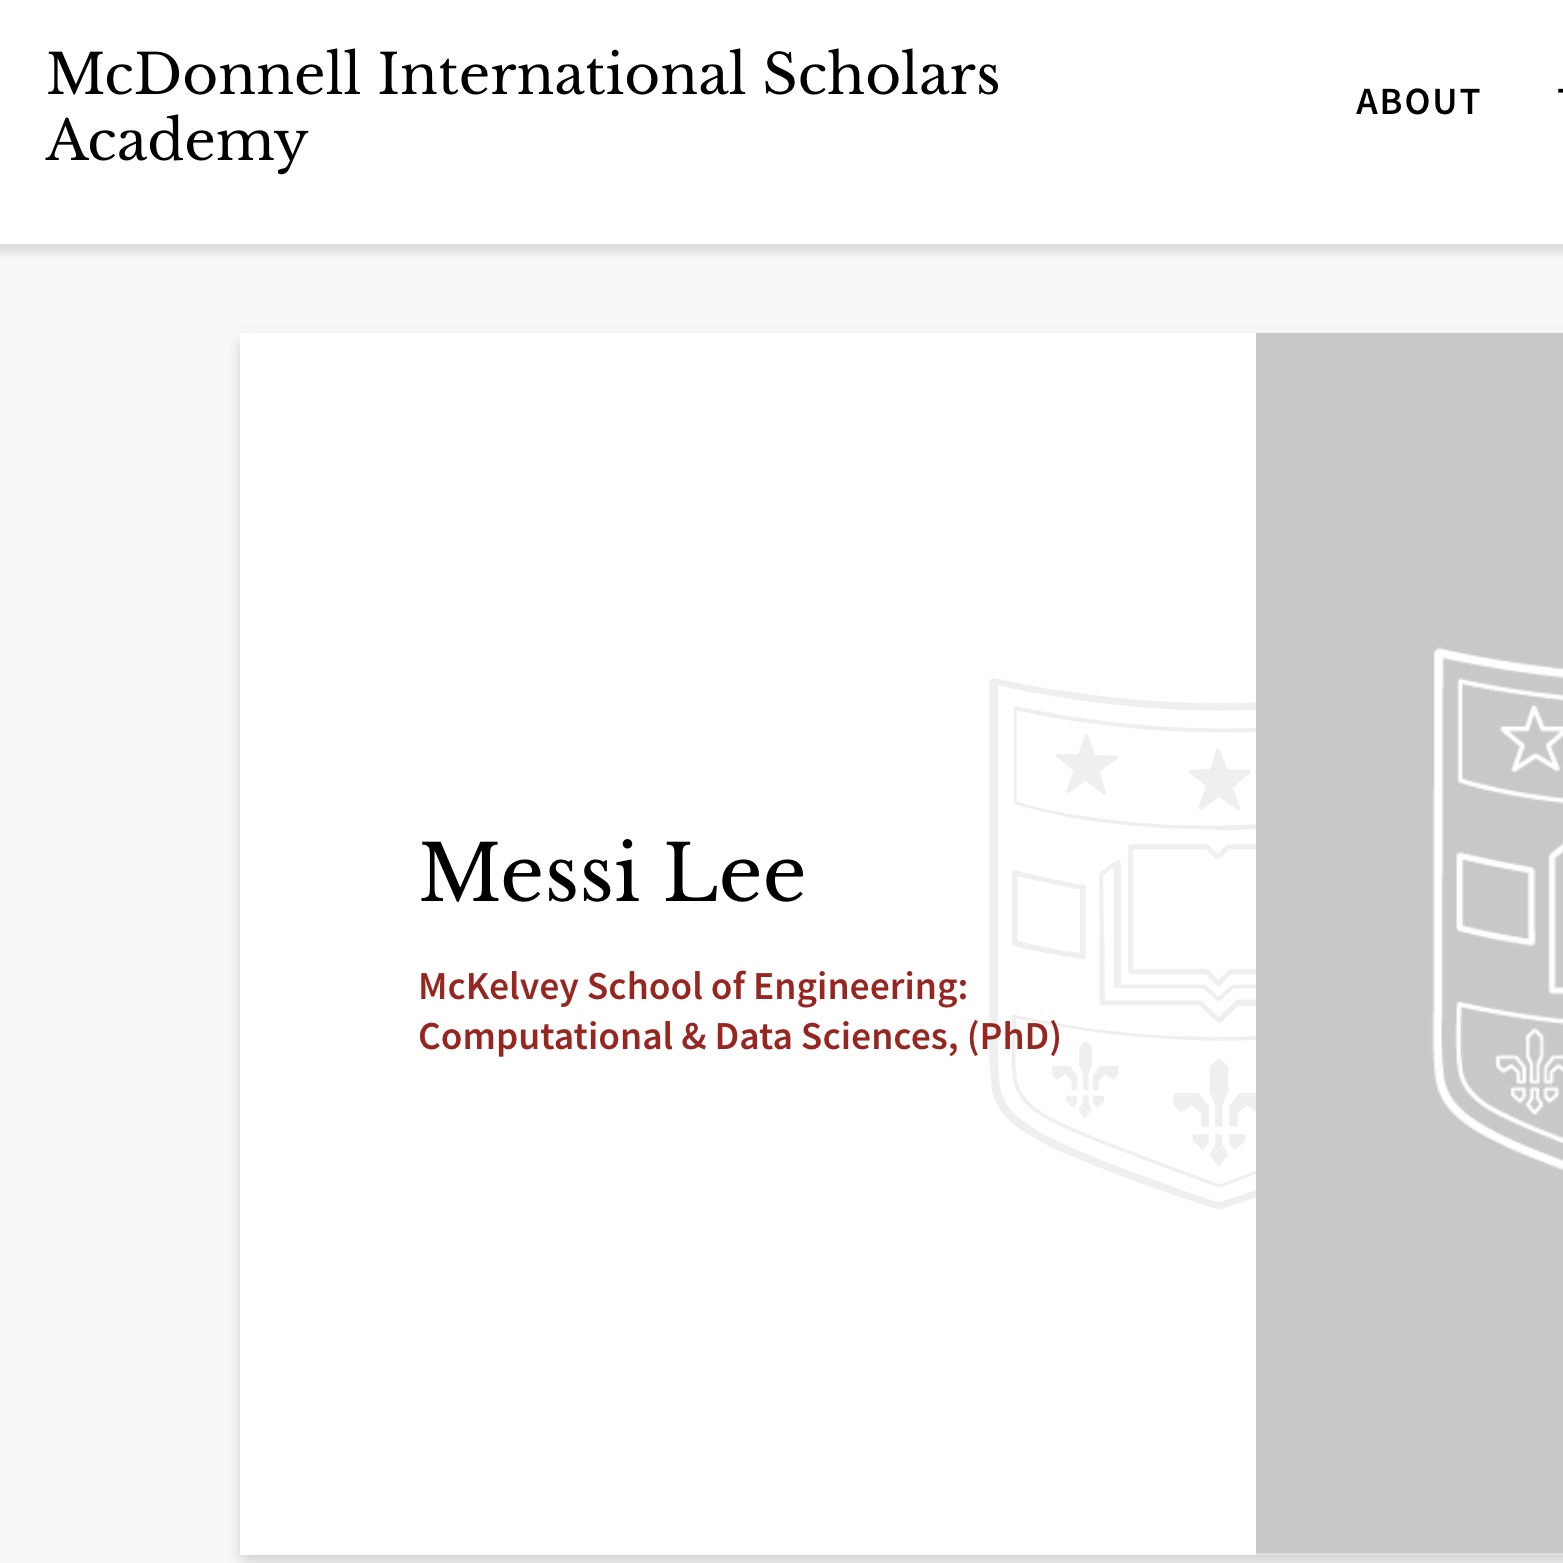 McDonnell International Scholars
Academy
ABOUT
Messi Lee
McKelvey School of Engineering:
Computational & Data Sciences, (PhD)